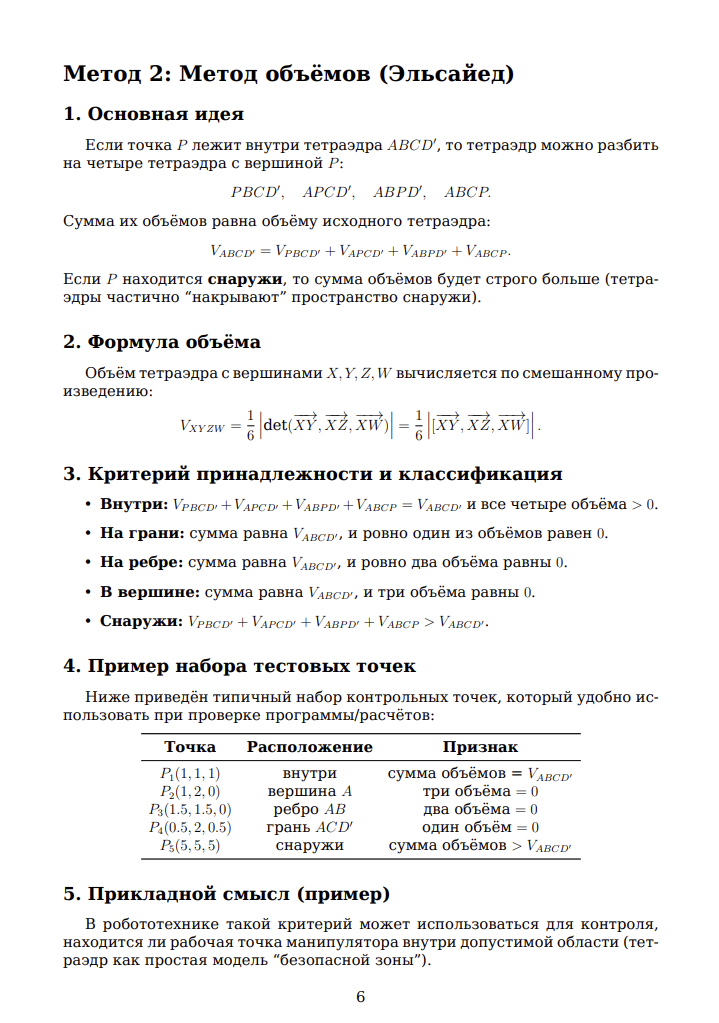 Метод 2: Метод объёмов (Эльсайед)
1. Основная идея
Если точка P лежит внутри тетраэдра ABCD′, то тетраэдр можно разбить
на четыре тетраэдра с вершиной P:
PBCD′, APCD′, ABPD′, ABCP.
Сумма их объёмов равна объёму исходного тетраэдра:
V_{ABCD′} = V_{PBCD′} + V_{APCD′} + V_{ABPD′} + V_{ABCP}.
Если P находится снаружи, то сумма объёмов будет строго больше (тетра-
эдры частично “накрывают” пространство снаружи).
2. Формула объёма
Объём тетраэдра с вершинами X, Y, Z, W вычисляется по смешанному про-
изведению:
V_{XYZW} = \frac{1}{6} |det(\overrightarrow{XY}, \overrightarrow{XZ}, \overrightarrow{XW})| = \frac{1}{6} |[\overrightarrow{XY}, \overrightarrow{XZ}, \overrightarrow{XW}]|.
3. Критерий принадлежности и классификация
• Внутри: V_{PBCD′} + V_{APCD′} + V_{ABPD′} + V_{ABCP} = V_{ABCD′} и все четыре объёма > 0.
• На грани: сумма равна V_{ABCD′}, и ровно один из объёмов равен 0.
• На ребре: сумма равна V_{ABCD′}, и ровно два объёма равны 0.
• В вершине: сумма равна V_{ABCD′}, и три объёма равны 0.
• Снаружи: V_{PBCD′} + V_{APCD′} + V_{ABPD′} + V_{ABCP} > V_{ABCD′}.
4. Пример набора тестовых точек
Ниже приведён типичный набор контрольных точек, который удобно ис-
пользовать при проверке программы/расчётов:
Точка Расположение Признак
P₁(1, 1, 1) внутри сумма объёмов = V_{ABCD′}
P₂(1, 2, 0) вершина A три объёма = 0
P₃(1.5, 1.5, 0) ребро AB два объёма = 0
P₄(0.5, 2, 0.5) грань ACD′ один объём = 0
P₅(5, 5, 5) снаружи сумма объёмов > V_{ABCD′}
5. Прикладной смысл (пример)
В робототехнике такой критерий может использоваться для контроля,
находится ли рабочая точка манипулятора внутри допустимой области (тет-
раэдр как простая модель “безопасной зоны”).
6